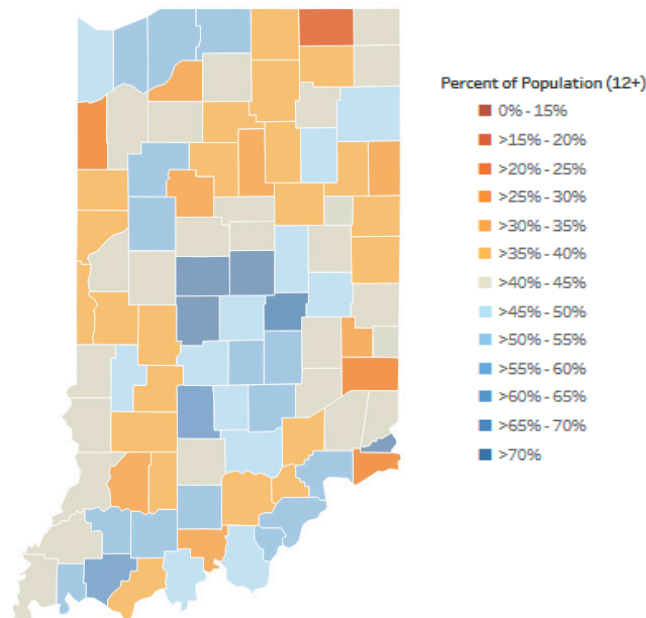 Percent of Population (12+)
0% - 15%
>15% - 20%
>20% - 25%
>25% - 30%
>30% - 35%
>35% - 40%
>40% - 45%
>45% - 50%
>50% - 55%
>55% - 60%
>60% - 65%
>65% - 70%
>70%